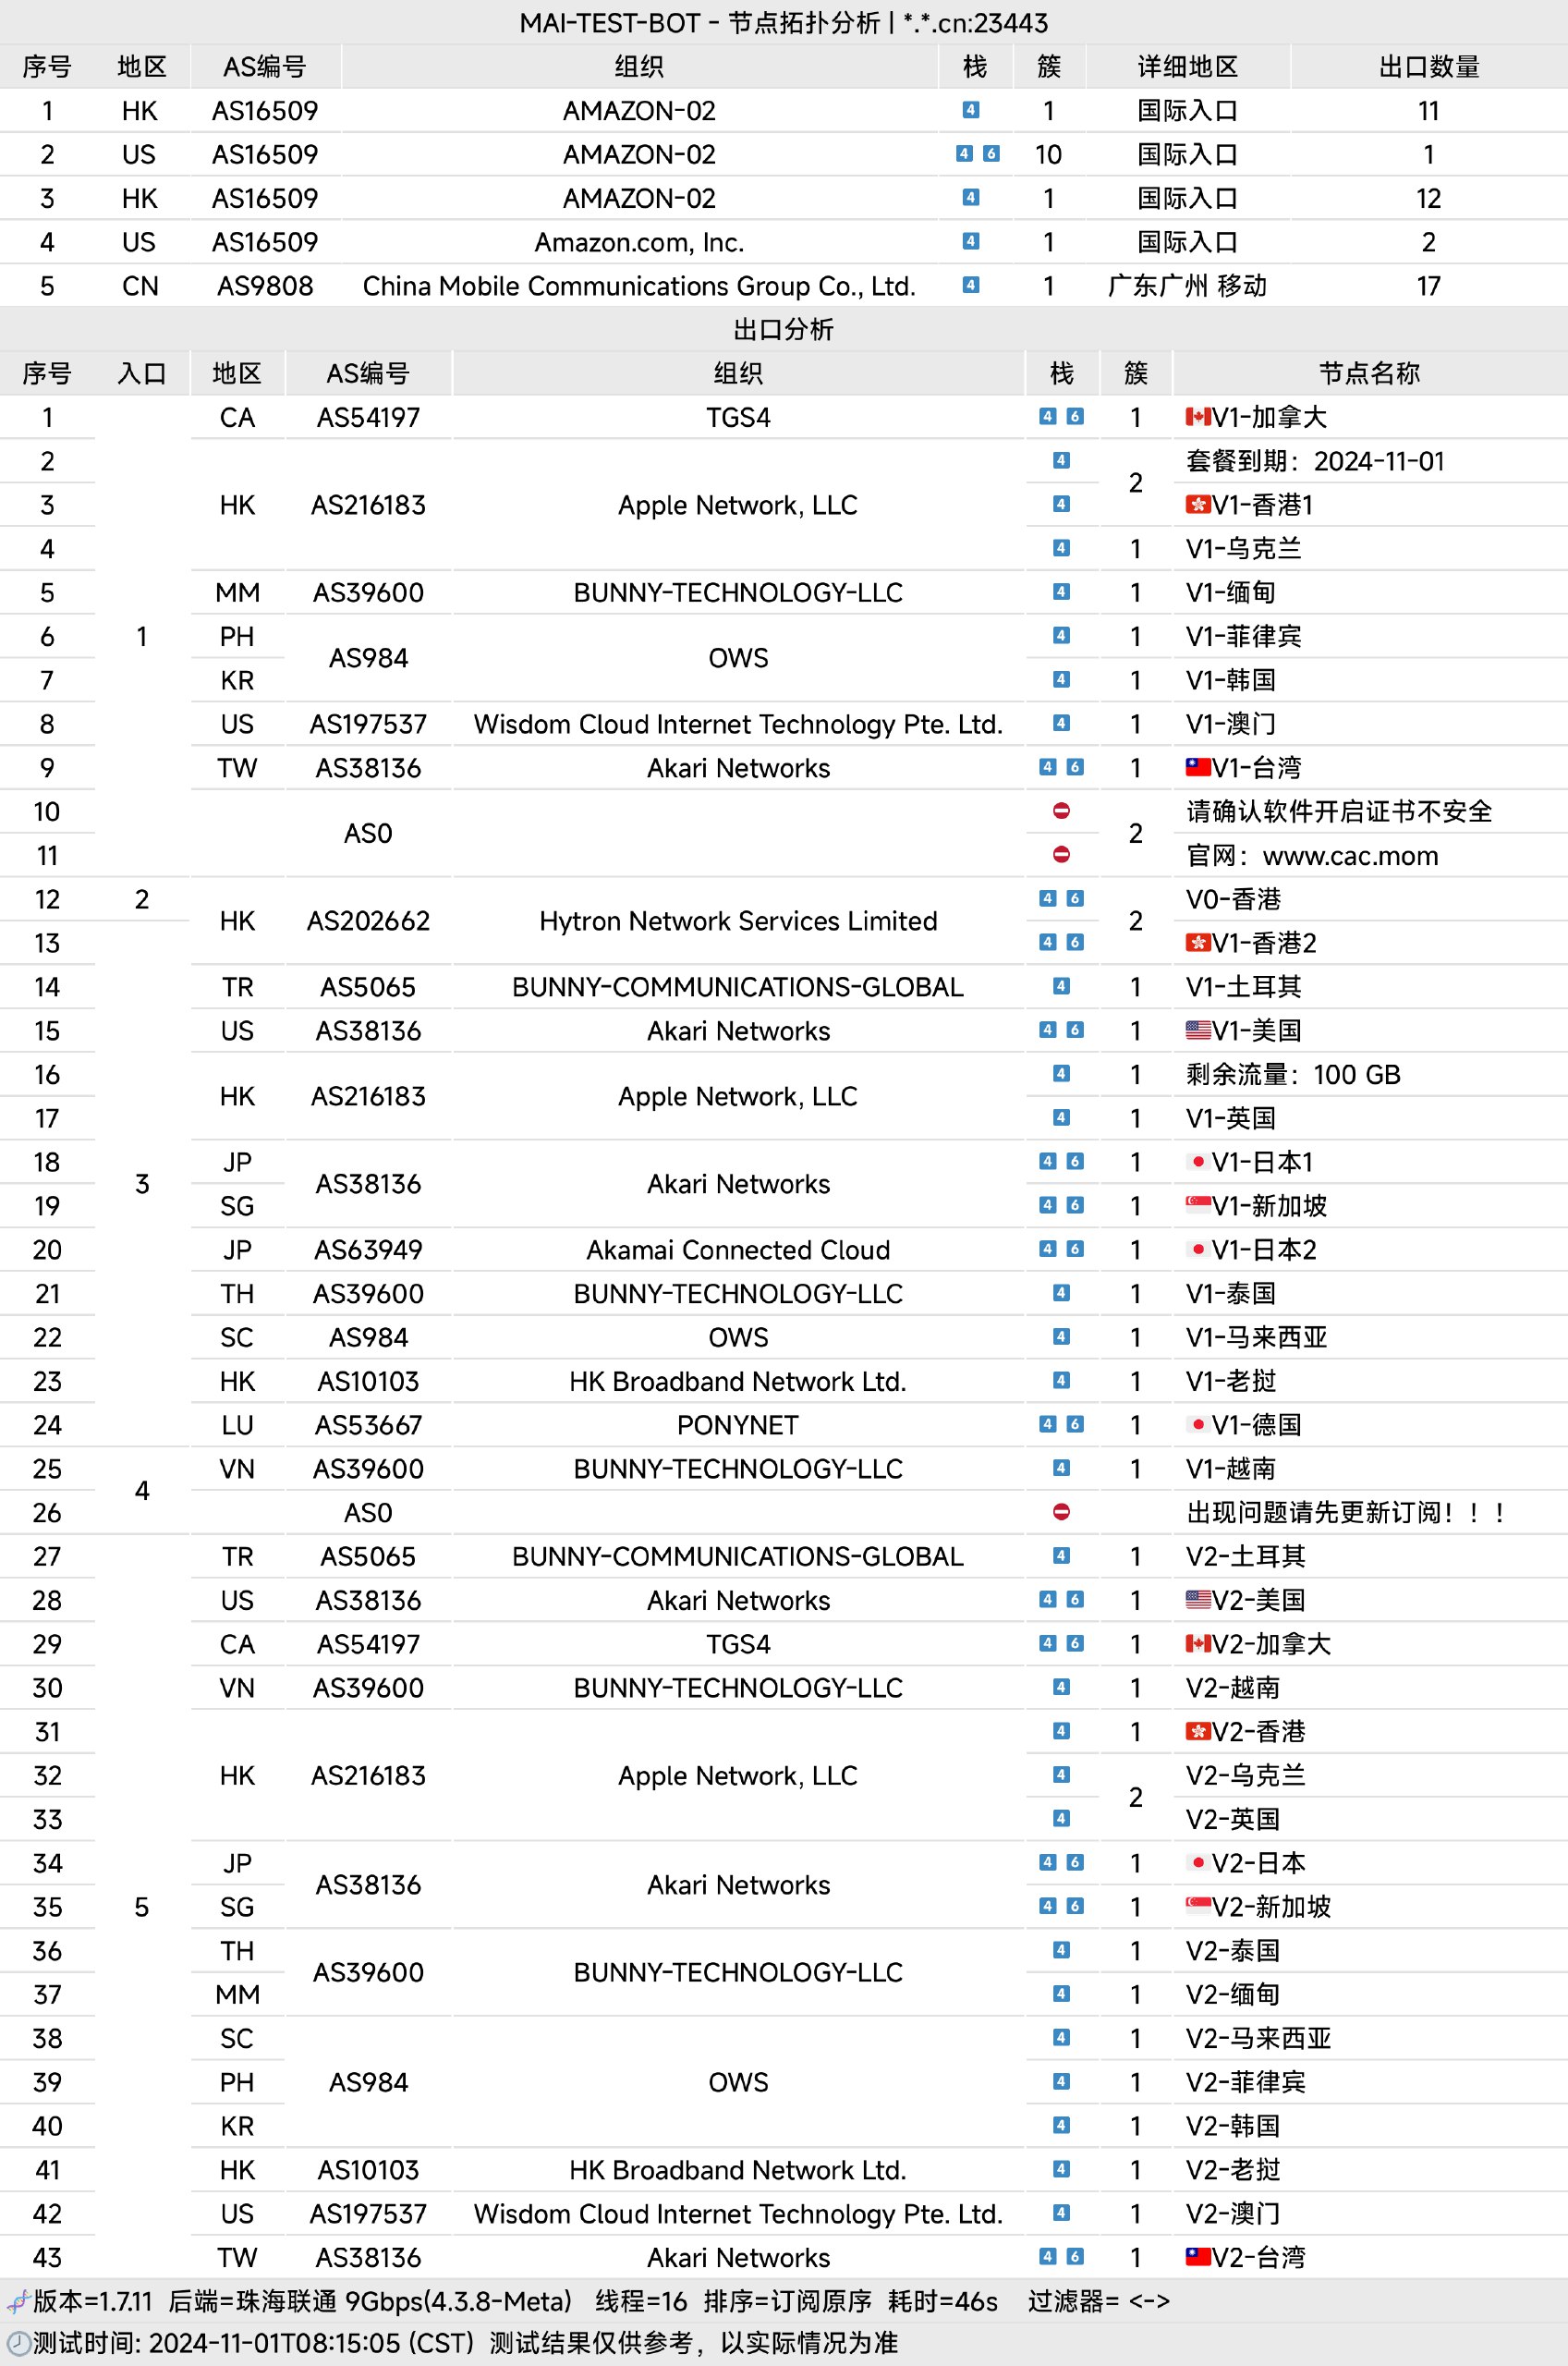 MAI-TEST-BOT - 节点拓扑分析 | *.*.cn:23443
序号 地区 AS编号 组织 栈 簇 详细地区 出口数量
1 HK AS16509 AMAZON-02 4 1 国际入口 11
2 US AS16509 AMAZON-02 4 6 10 国际入口 1
3 HK AS16509 AMAZON-02 4 1 国际入口 12
4 US AS16509 Amazon.com, Inc. 4 1 国际入口 2
5 CN AS9808 China Mobile Communications Group Co., Ltd. 4 1 广东广州 移动 17
出口分析
序号 入口 地区 AS编号 组织 栈 簇 节点名称
1 CA AS54197 TGS4 4 6 1 V1-加拿大
2 4 2 套餐到期：2024-11-01
3 HK AS216183 Apple Network, LLC 4 V1-香港1
4 4 1 V1-乌克兰
5 MM AS39600 BUNNY-TECHNOLOGY-LLC 4 1 V1-缅甸
6 1 PH AS984 OWS 4 1 V1-菲律宾
7 KR 4 1 V1-韩国
8 US AS197537 Wisdom Cloud Internet Technology Pte. Ltd. 4 1 V1-澳门
9 TW AS38136 Akari Networks 4 6 1 V1-台湾
10 AS0 2 请确认软件开启证书不安全
11 官网：www.cac.mom
12 2 HK AS202662 Hytron Network Services Limited 4 6 2 V0-香港
13 4 6 V1-香港2
14 TR AS5065 BUNNY-COMMUNICATIONS-GLOBAL 4 1 V1-土耳其
15 US AS38136 Akari Networks 4 6 1 V1-美国
16 HK AS216183 Apple Network, LLC 4 1 剩余流量：100 GB
17 4 1 V1-英国
18 3 JP AS38136 Akari Networks 4 6 1 V1-日本1
19 SG 4 6 1 V1-新加坡
20 JP AS63949 Akamai Connected Cloud 4 6 1 V1-日本2
21 TH AS39600 BUNNY-TECHNOLOGY-LLC 4 1 V1-泰国
22 SC AS984 OWS 4 1 V1-马来西亚
23 HK AS10103 HK Broadband Network Ltd. 4 1 V1-老挝
24 LU AS53667 PONYNET 4 6 1 V1-德国
25 4 VN AS39600 BUNNY-TECHNOLOGY-LLC 4 1 V1-越南
26 AS0 出现问题请先更新订阅！！！
27 TR AS5065 BUNNY-COMMUNICATIONS-GLOBAL 4 1 V2-土耳其
28 US AS38136 Akari Networks 4 6 1 V2-美国
29 CA AS54197 TGS4 4 6 1 V2-加拿大
30 VN AS39600 BUNNY-TECHNOLOGY-LLC 4 1 V2-越南
31 4 1 V2-香港
32 HK AS216183 Apple Network, LLC 4 2 V2-乌克兰
33 4 V2-英国
34 JP AS38136 Akari Networks 4 6 1 V2-日本
35 5 SG 4 6 1 V2-新加坡
36 TH AS39600 BUNNY-TECHNOLOGY-LLC 4 1 V2-泰国
37 MM 4 1 V2-缅甸
38 SC 4 1 V2-马来西亚
39 PH AS984 OWS 4 1 V2-菲律宾
40 KR 4 1 V2-韩国
41 HK AS10103 HK Broadband Network Ltd. 4 1 V2-老挝
42 US AS197537 Wisdom Cloud Internet Technology Pte. Ltd. 4 1 V2-澳门
43 TW AS38136 Akari Networks 4 6 1 V2-台湾
版本=1.7.11 后端=珠海联通 9Gbps(4.3.8-Meta) 线程=16 排序=订阅原序 耗时=46s 过滤器= <->
测试时间: 2024-11-01T08:15:05 (CST) 测试结果仅供参考，以实际情况为准